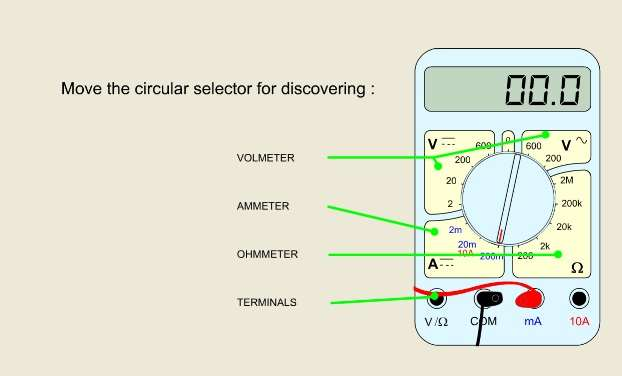 Move the circular selector for discovering :
00.0
V
600
0
600
V
VOLMETER
200
200
20
2M
2
200k
AMMETER
2m
20k
20m
2k
10A
200m
200
OHMMETER
A
Ω
TERMINALS
V/Ω
COM
mA
10A